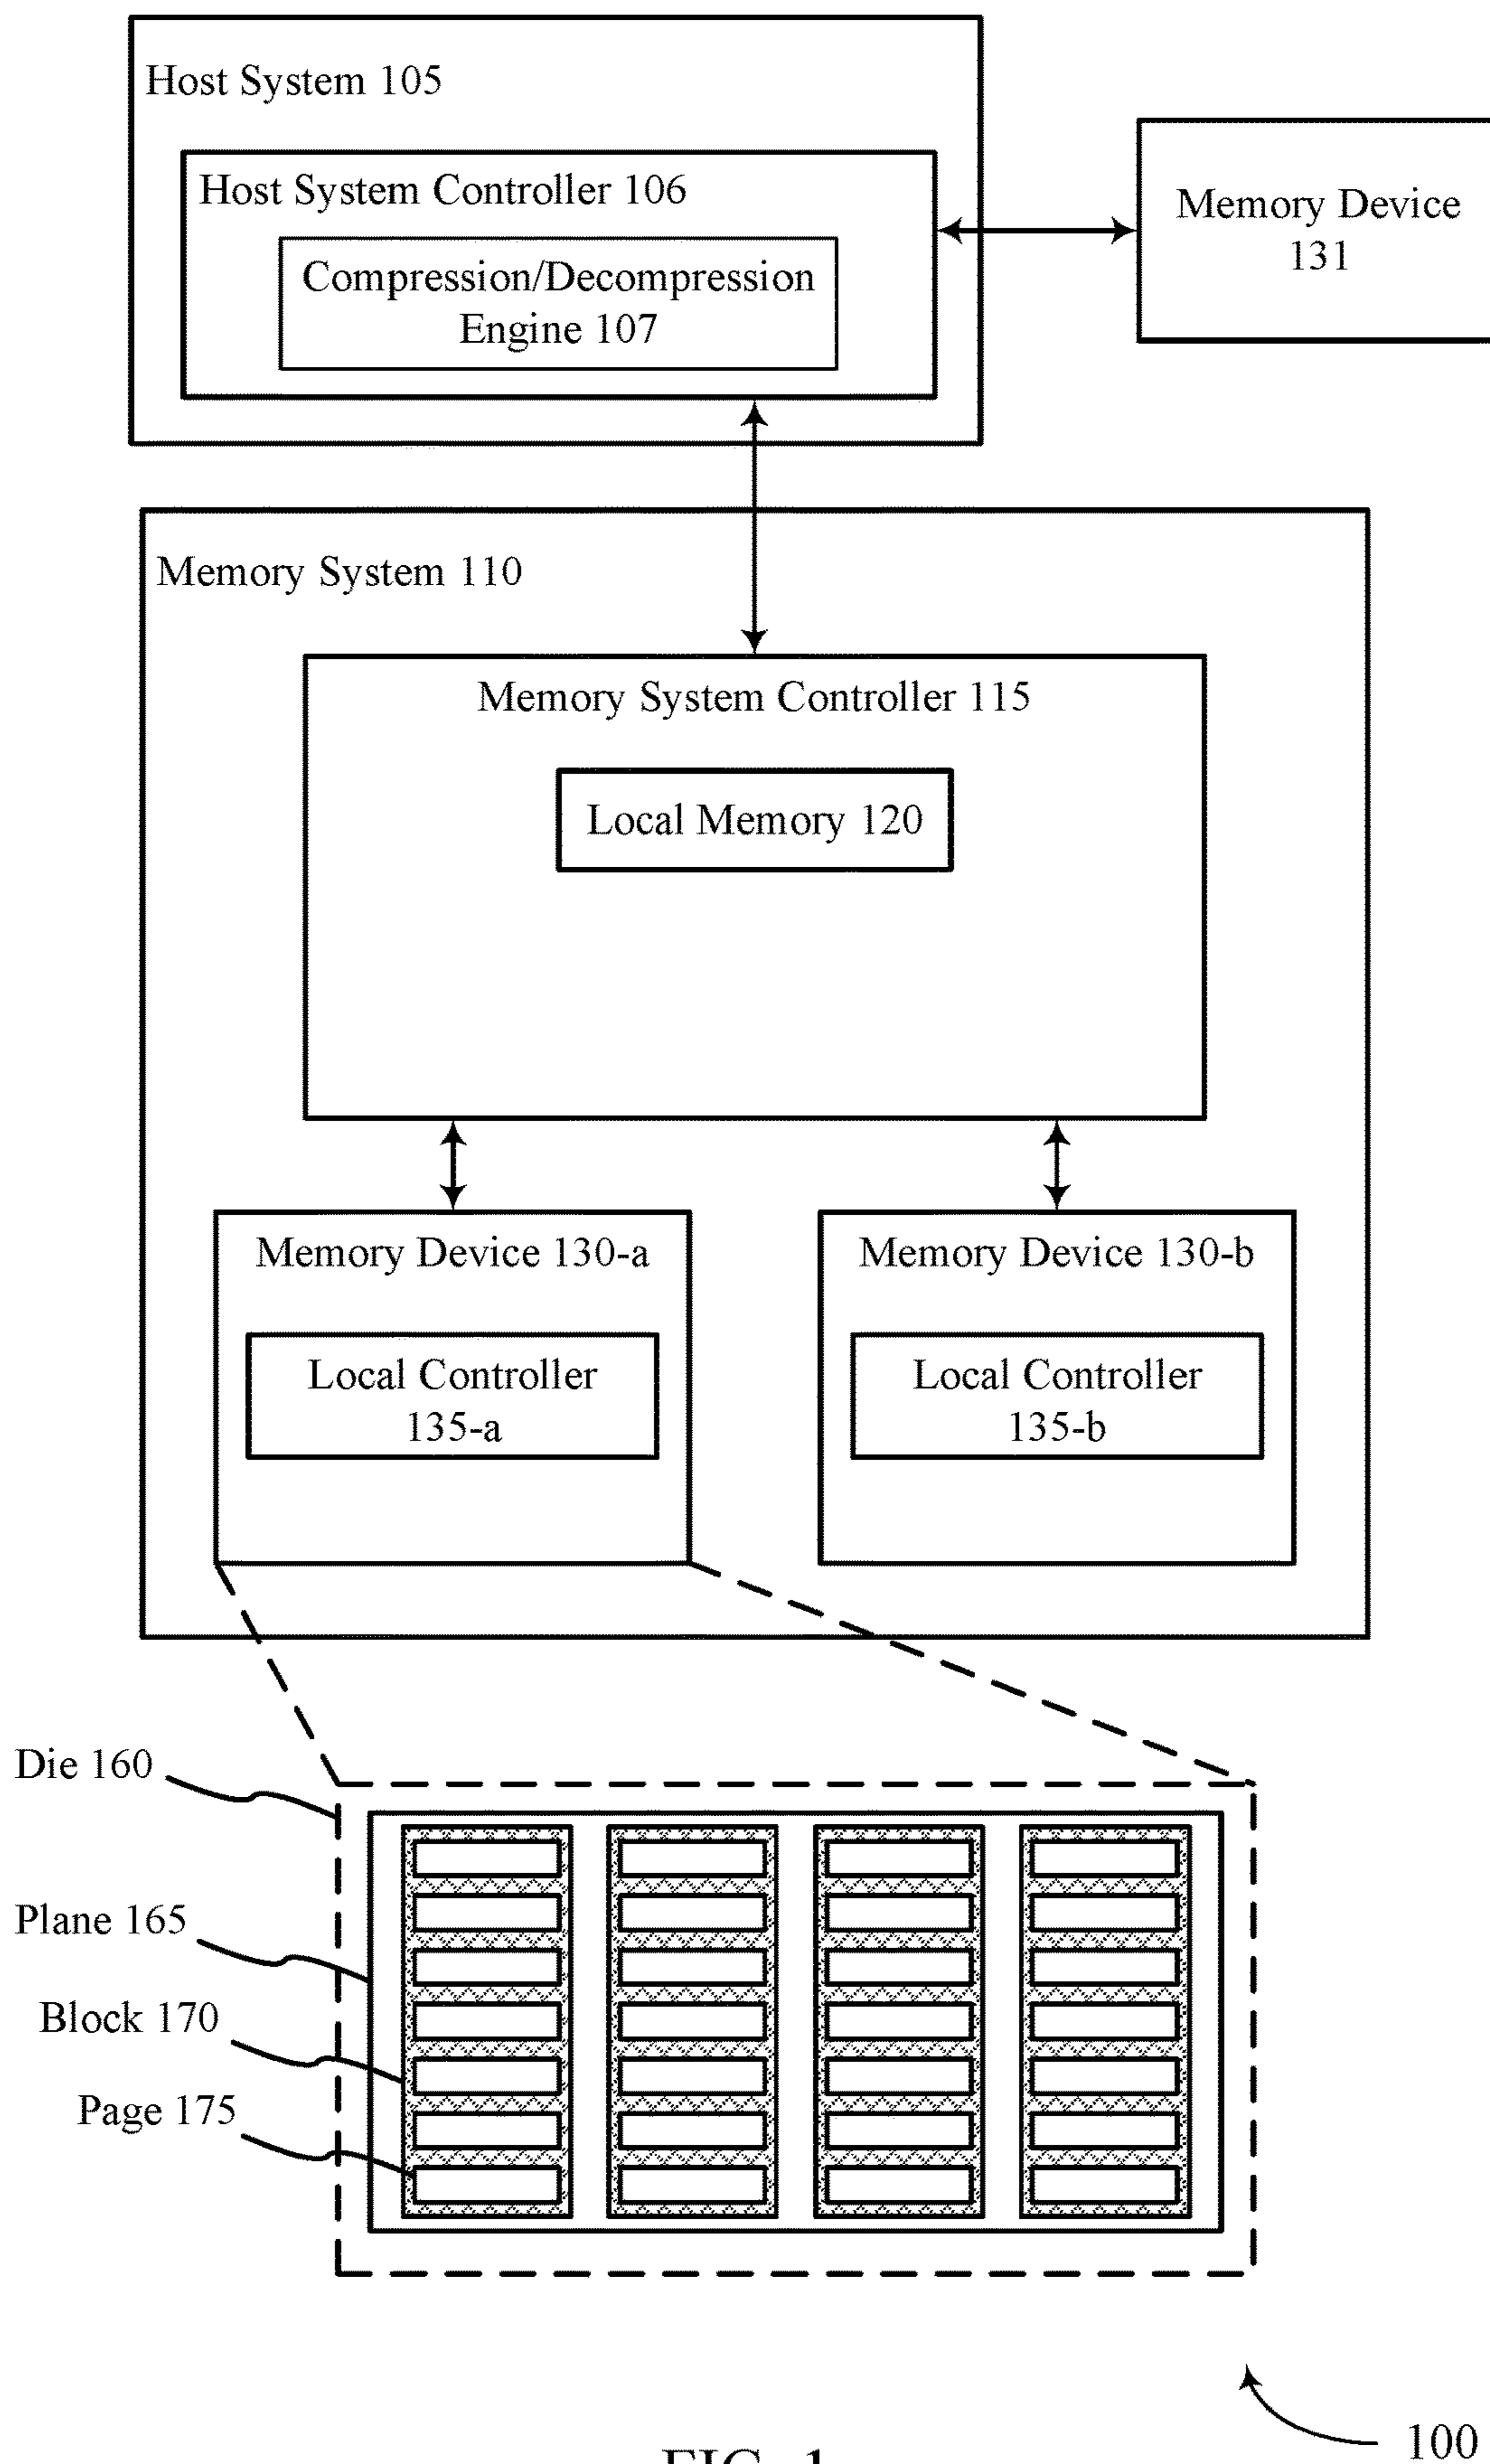 Host System 105
Host System Controller 106
Compression/Decompression
Engine 107
Memory Device
131
Memory System 110
Memory System Controller 115
Local Memory 120
Memory Device 130-a
Local Controller
135-a
Memory Device 130-b
Local Controller
135-b
Die 160
Plane 165
Block 170
Page 175
100
FIG. 1